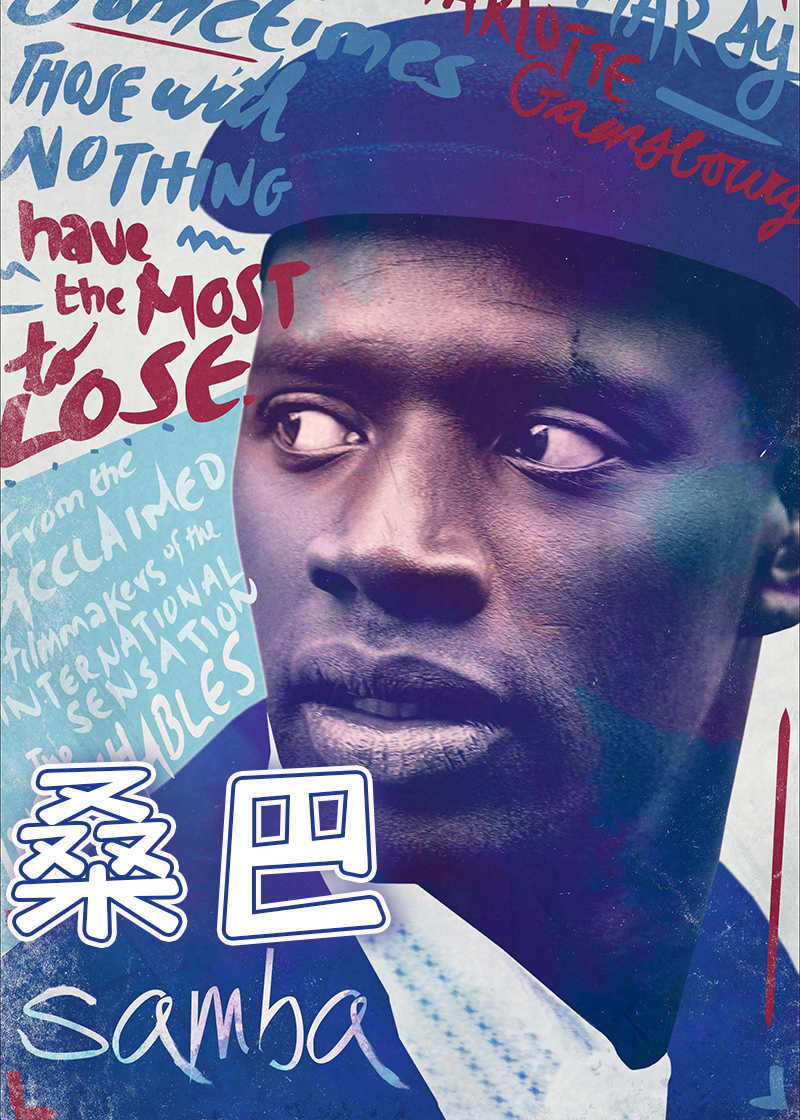 Sometimes
THOSE with
NOTHING
have
the MOST
to
LOSE.
CHARLOTTE
Gainsbourg
From the
ACCLAIMED
filmmakers of the
INTERNATIONAL
SENSATION
桑巴
samba